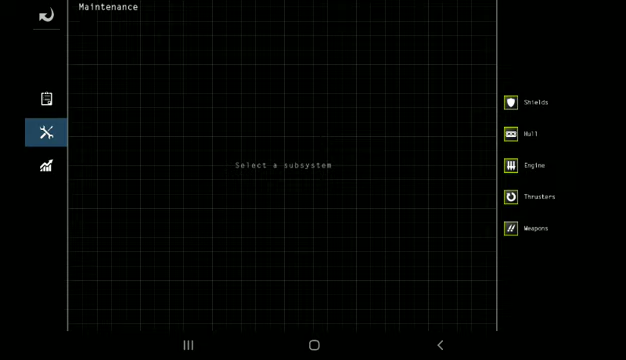 Maintenance
Shields
Hull
Select a subsystem
Engine
Thrusters
Weapons